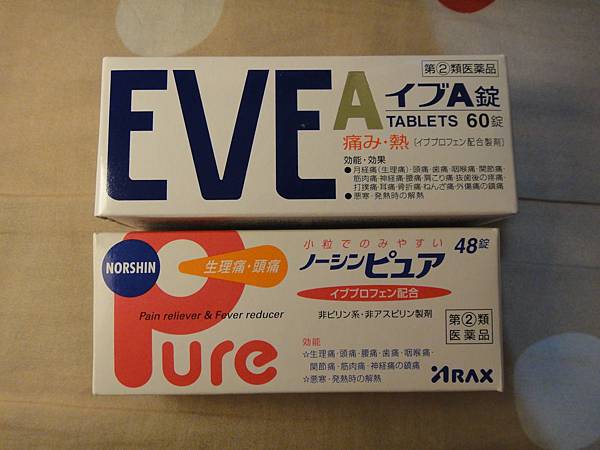 EVE A
指定②類医薬品
イブA錠
TABLETS 60錠
痛み・熱 [イブプロフェン配合製剤]
効能・効果
●月経痛(生理痛)・頭痛・歯痛・咽喉痛・関節痛・
筋肉痛・神経痛・腰痛・肩こり痛・抜歯後の疼痛・
打撲痛・耳痛・骨折痛・ねんざ痛・外傷痛の鎮痛
●悪寒・発熱時の解熱
NORSHIN
Pure
生理痛・頭痛
Pain reliever & Fever reducer
小粒でのみやすい
ノーシンピュア 48錠
イブプロフェン配合
非ピリン系・非アスピリン製剤
指定②類
医薬品
効能
☆生理痛・頭痛・腰痛・歯痛・咽喉痛・
関節痛・筋肉痛・神経痛の鎮痛
☆悪寒・発熱時の解熱
ARAX